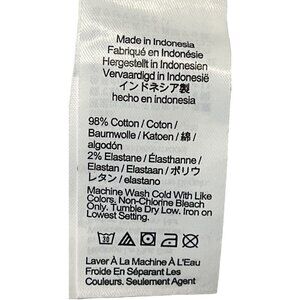 Made in Indonesia
Fabriqué en Indonésie
Hergestellt in Indonesien
Vervaardigd in Indonesië
インドネシア製
hecho en indonesia
98% Cotton / Coton /
Baumwolle / Katoen / 綿 /
algodón
2% Elastane / Élasthanne /
Elastan / Elastaan / ポリウ
レタン / elastano
Machine Wash Cold With Like
Colors. Non-Chlorine Bleach
Only. Tumble Dry Low. Iron on
Lowest Setting.
30
Laver À La Machine À L'Eau
Froide En Séparant Les
Couleurs. Seulement Agent